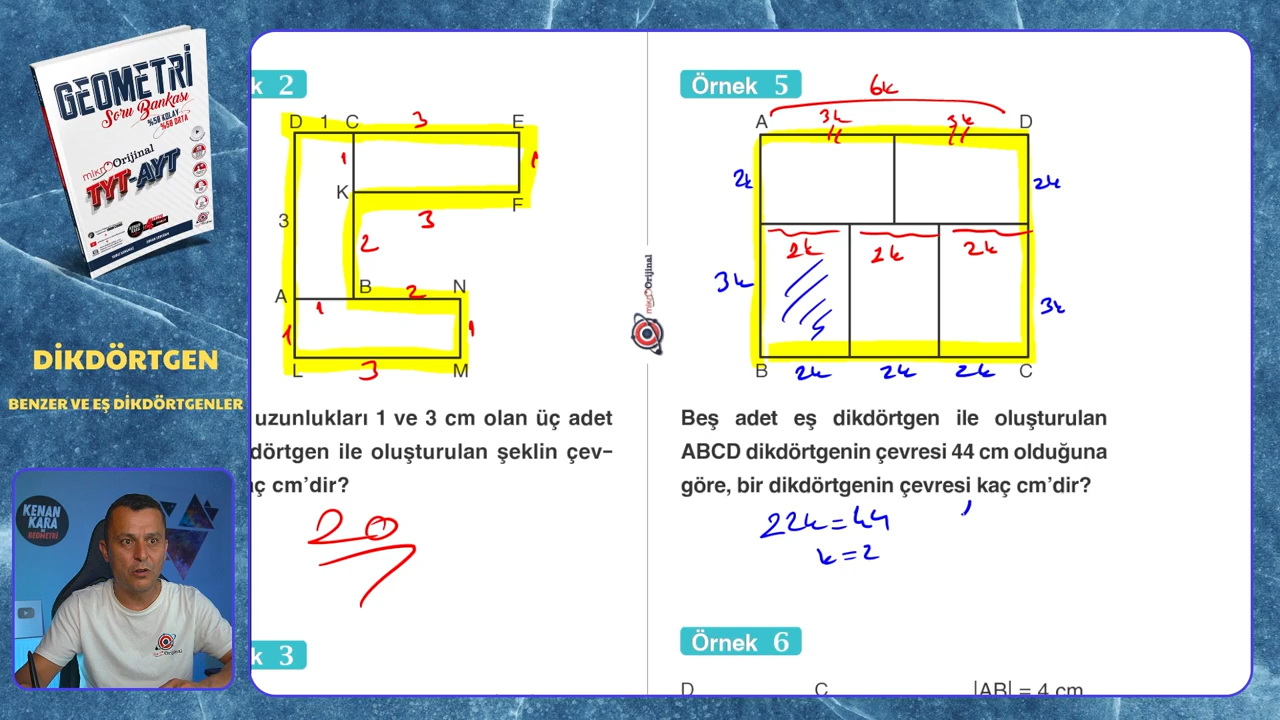 GEOMETRİ
Soru Bankası
%50 KOLAY
%50 ORTA
mikro Orijinal
TYT-AYT
DİKDÖRTGEN
BENZER VE EŞ DİKDÖRTGENLER
KENAN
KARA
GEOMETRİ
k 2
D 1 C 3 E
1 1
K F
3 3
2
A B 2 N
1
1 1
L 3 M
uzunlukları 1 ve 3 cm olan üç adet
dörtgen ile oluşturulan şeklin çev-
ç cm'dir?
20
k 3
mikro Orijinal
Örnek 5
6k
A 3k 3k D
2k 2k
2k 2k 2k
3k 3k
B 2k 2k 2k C
Beş adet eş dikdörtgen ile oluşturulan
ABCD dikdörtgenin çevresi 44 cm olduğuna
göre, bir dikdörtgenin çevresi kaç cm'dir?
22k=44
k=2
Örnek 6
D C |AB| = 4 cm